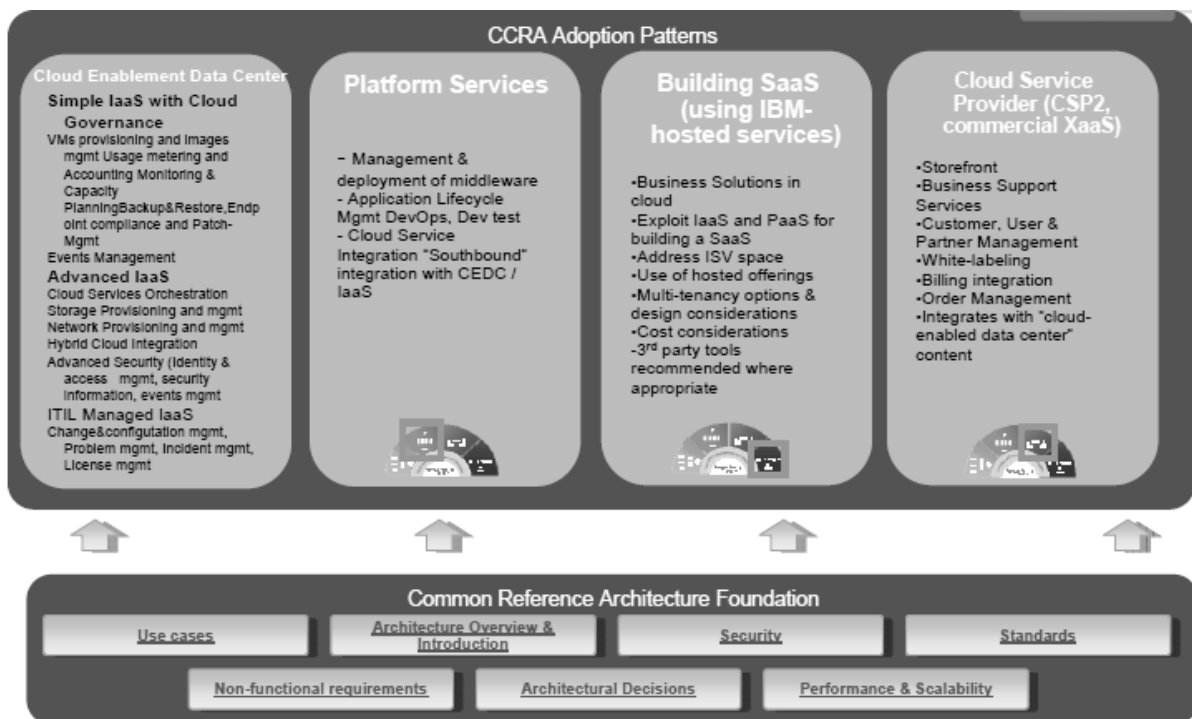 CCRA Adoption Patterns
Cloud Enablement Data Center
Simple IaaS with Cloud
Governance
VMs provisioning and Images
mgmt Usage metering and
Accounting Monitoring &
Capacity
PlanningBackup&Restore,Endp
oint compliance and Patch-
Mgmt
Events Management
Advanced IaaS
Cloud Services Orchestration
Storage Provisioning and mgmt
Network Provisioning and mgmt
Hybrid Cloud Integration
Advanced Security (Identity &
access mgmt, security
Information, events mgmt
ITIL Managed IaaS
Change&configutation mgmt,
Problem mgmt, Incident mgmt,
License mgmt
Platform Services
- Management &
deployment of middleware
- Application Lifecycle
Mgmt DevOps, Dev test
- Cloud Service
Integration "Southbound"
integration with CEDC /
IaaS
Building SaaS
(using IBM-
hosted services)
•Business Solutions in
cloud
•Exploit IaaS and PaaS for
building a SaaS
•Address ISV space
•Use of hosted offerings
•Multi-tenancy options &
design considerations
•Cost considerations
-3rd party tools
recommended where
appropriate
Cloud Service
Provider (CSP2,
commercial XaaS)
•Storefront
•Business Support
Services
•Customer, User &
Partner Management
•White-labeling
•Billing integration
•Order Management
•Integrates with "cloud-
enabled data center"
content
Common Reference Architecture Foundation
Use cases
Architecture Overview &
Introduction
Security
Standards
Non-functional requirements
Architectural Decisions
Performance & Scalability